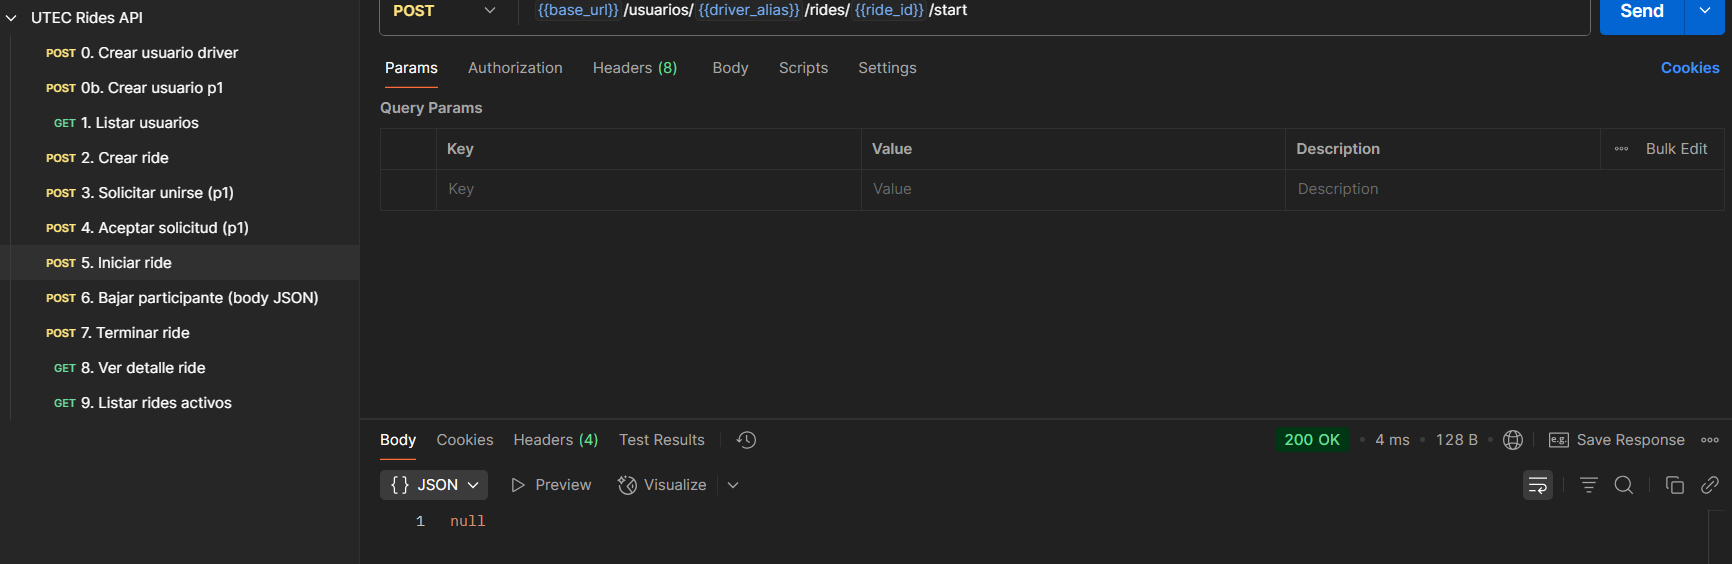 UTEC Rides API
POST 0. Crear usuario driver
POST 0b. Crear usuario p1
GET 1. Listar usuarios
POST 2. Crear ride
POST 3. Solicitar unirse (p1)
POST 4. Aceptar solicitud (p1)
POST 5. Iniciar ride
POST 6. Bajar participante (body JSON)
POST 7. Terminar ride
GET 8. Ver detalle ride
GET 9. Listar rides activos
POST {{base_url}} /usuarios/ {{driver_alias}} /rides/ {{ride_id}} /start Send
Params Authorization Headers (8) Body Scripts Settings Cookies
Query Params
Key Value Description Bulk Edit
Key Value Description
Body Cookies Headers (4) Test Results 200 OK 4 ms 128 B e.g. Save Response
{} JSON Preview Visualize
1 null